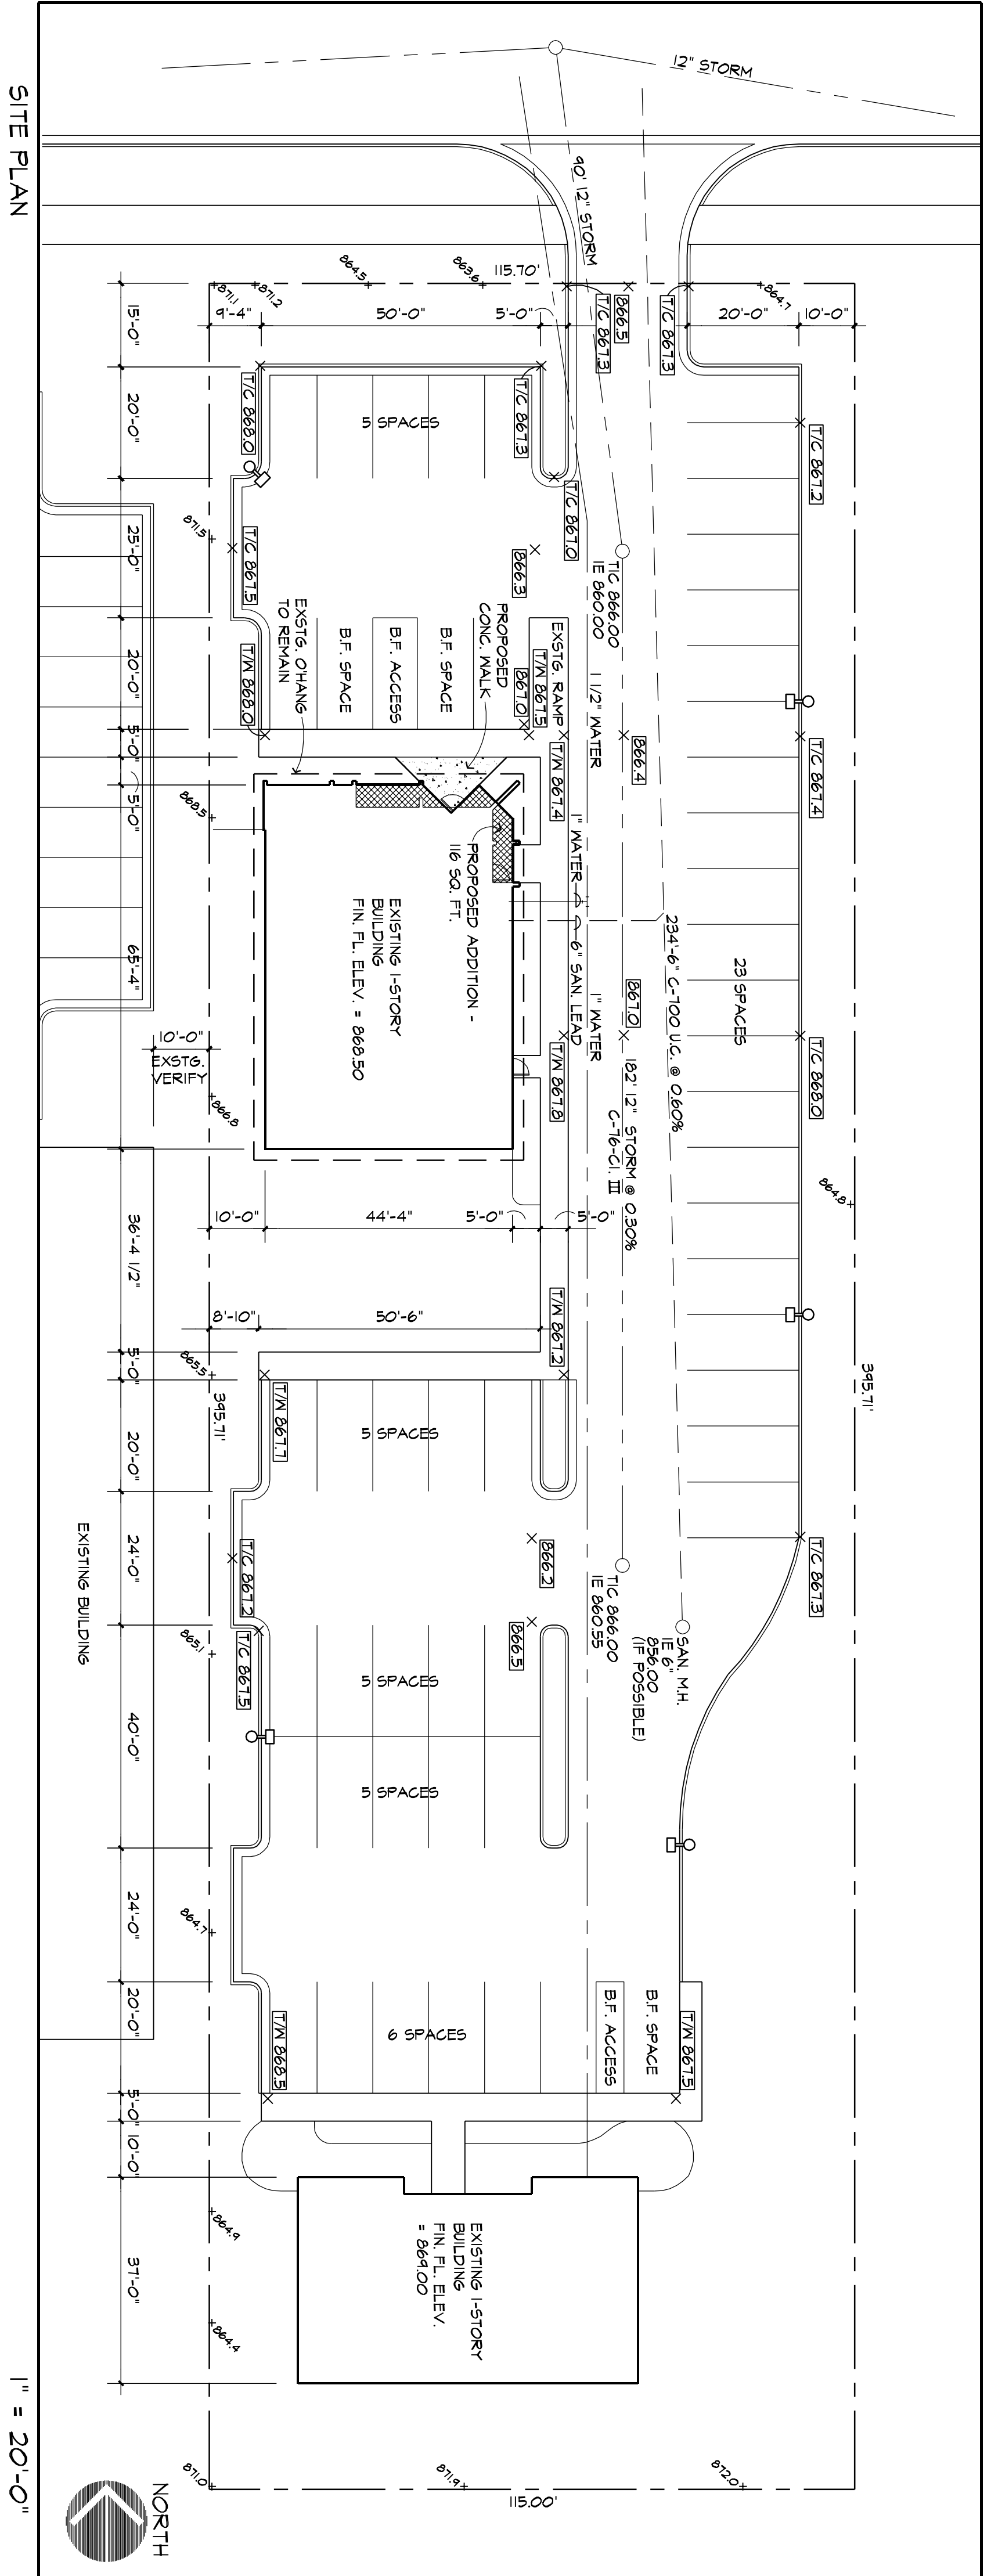 SITE PLAN
12" STORM
90' 12" STORM
115.70'
871.1
871.2
864.5
863.6
864.7
15'-0"
9'-4"
50'-0"
5'-0"
20'-0"
10'-0"
T/C 867.3
866.5
T/C 867.3
20'-0"
T/C 868.0
5 SPACES
T/C 867.3
T/C 867.0
T/C 867.2
871.5
25'-0"
T/C 867.5
866.3
TIC 866.00
IE 860.00
EXSTG. O'HANG
TO REMAIN
PROPOSED
CONC. WALK
20'-0"
T/W 868.0
B.F. SPACE
B.F. ACCESS
B.F. SPACE
867.0
T/W 867.5
EXSTG. RAMP
1 1/2" WATER
866.4
T/C 867.4
5'-0"
5'-0"
868.5
T/W 867.4
1" WATER
PROPOSED ADDITION -
116 SQ. FT.
EXISTING 1-STORY
BUILDING
FIN. FL. ELEV. = 868.50
6" SAN. LEAD
234'-6" C-700 U.C. @ 0.60%
23 SPACES
65'-4"
1" WATER
867.0
T/W 867.8
182' 12" STORM @ 0.30%
C-76-Cl. III
T/C 868.0
10'-0"
EXSTG.
VERIFY
866.8
864.8
10'-0"
44'-4"
5'-0"
5'-0"
36'-4 1/2"
8'-10"
50'-6"
T/W 867.2
5'-0"
865.5
395.71'
395.71'
T/W 867.7
20'-0"
5 SPACES
EXISTING BUILDING
24'-0"
T/C 867.2
866.2
TIC 866.00
IE 860.55
T/C 867.3
865.1
T/C 867.5
866.5
SAN. M.H.
IE 6"
856.00
(IF POSSIBLE)
5 SPACES
40'-0"
5 SPACES
24'-0"
864.7
20'-0"
T/W 868.5
6 SPACES
B.F. ACCESS
B.F. SPACE
T/W 867.5
5'-0"
10'-0"
864.9
37'-0"
864.4
EXISTING 1-STORY
BUILDING
FIN. FL. ELEV.
= 869.00
871.0
871.9
872.0
115.00'
NORTH
1" = 20'-0"